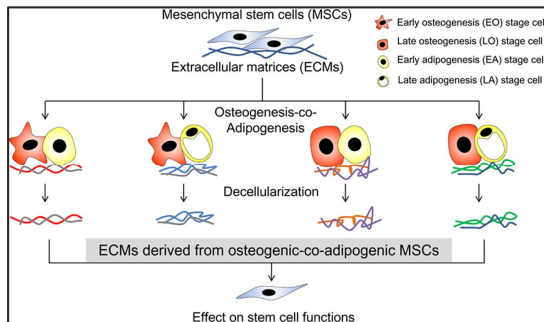 Mesenchymal stem cells (MSCs)
Extracellular matrices (ECMs)
Early osteogenesis (EO) stage cell
Late osteogenesis (LO) stage cell
Early adipogenesis (EA) stage cell
Late adipogenesis (LA) stage cell
Osteogenesis-co-
Adipogenesis
Decellularization
ECMs derived from osteogenic-co-adipogenic MSCs
Effect on stem cell functions